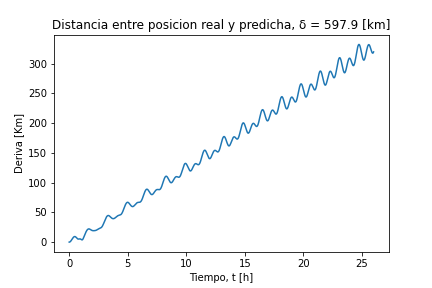 Distancia entre posicion real y predicha, δ = 597.9 [km]
Deriva [Km]
300
250
200
150
100
50
0
0 5 10 15 20 25
Tiempo, t [h]